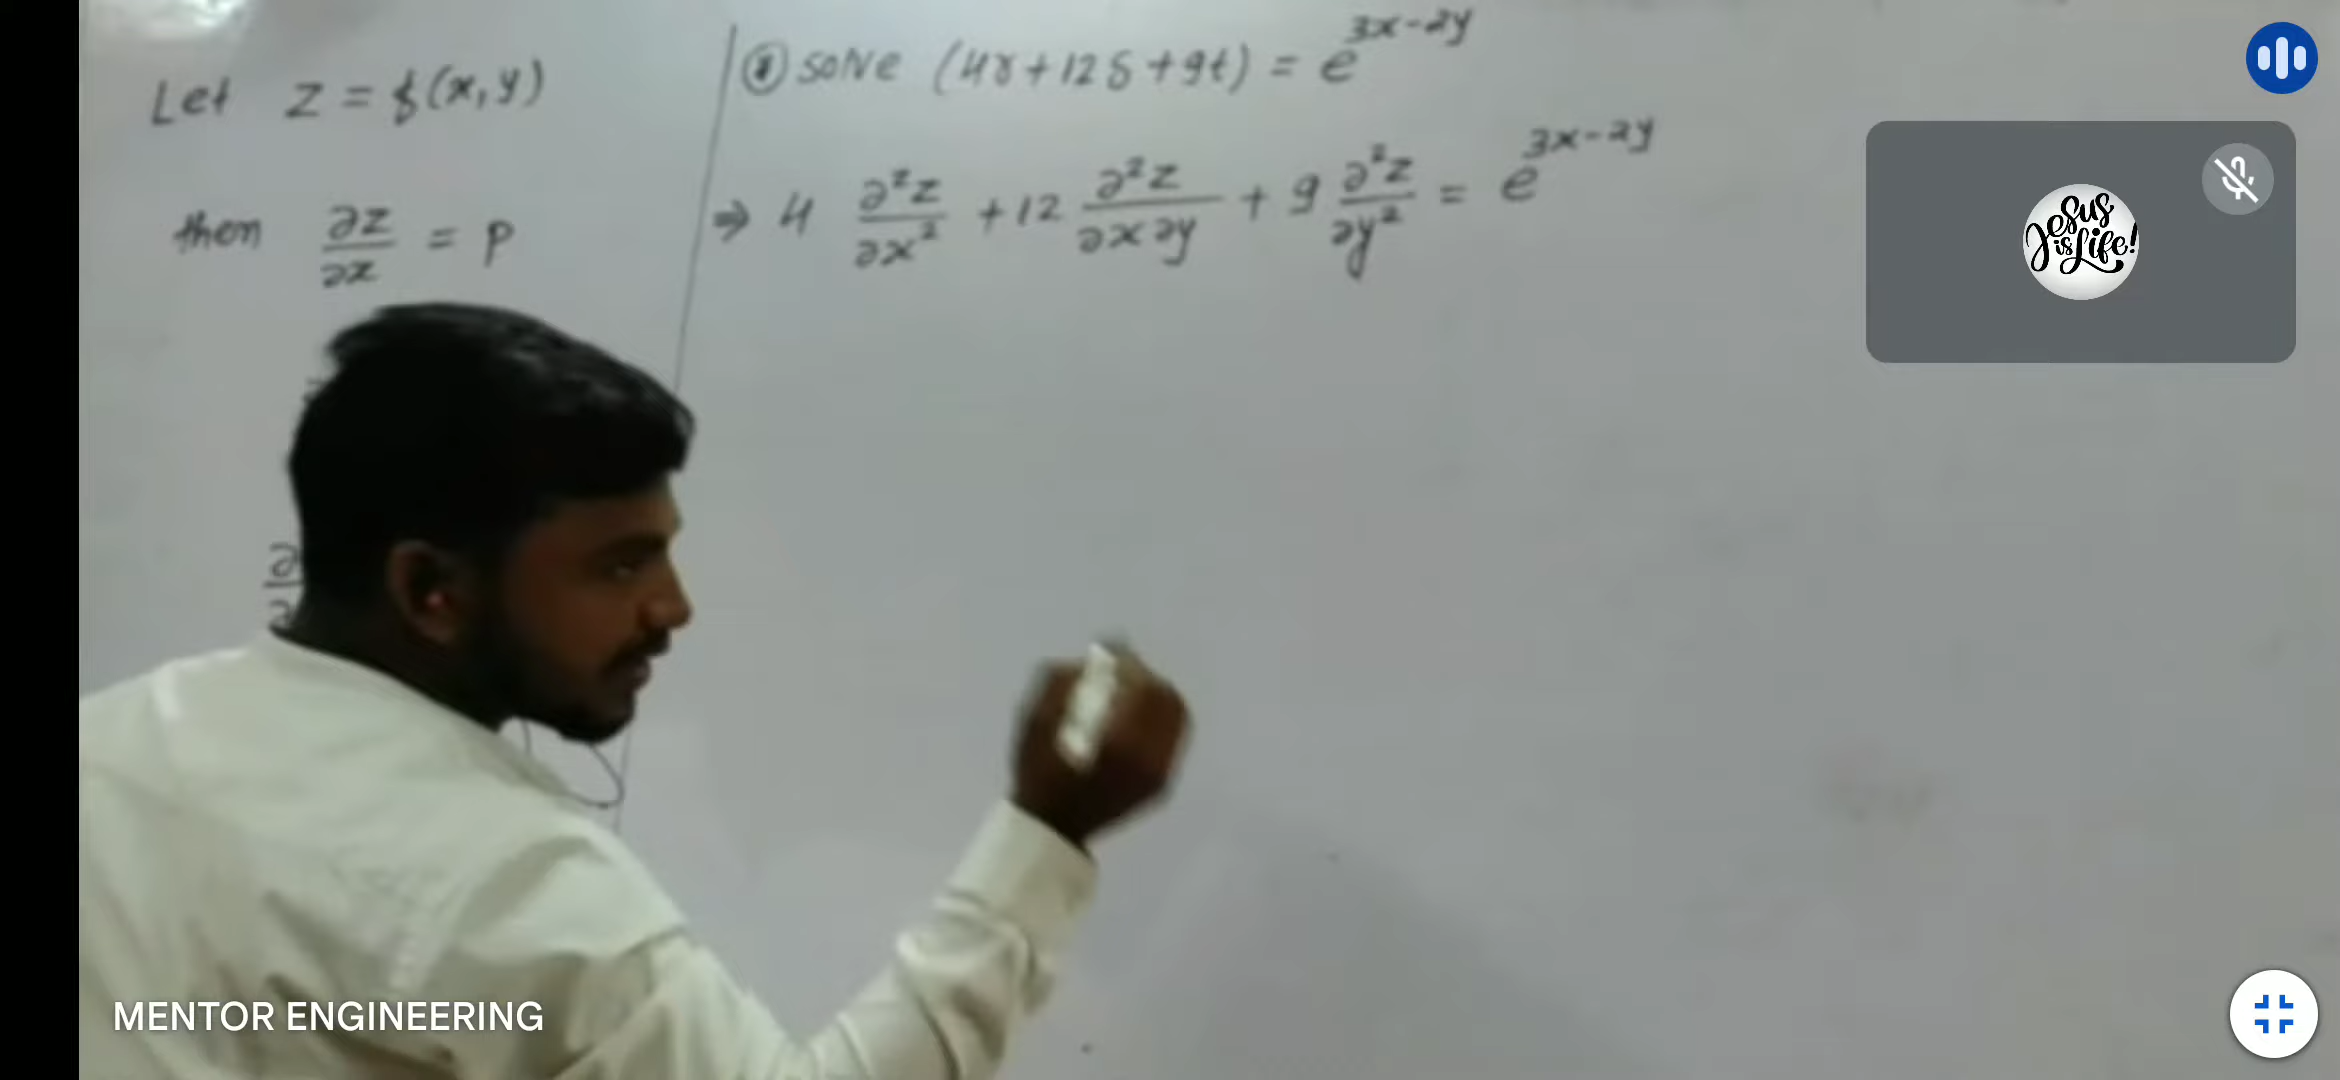 Let z = f(x,y)
then ∂z/∂x = p
① solve (4r+12s+9t) = e^{3x-2y}
⇒ 4 ∂²z/∂x² + 12 ∂²z/∂x∂y + 9 ∂²z/∂y² = e^{3x-2y}
Jesus is Life!
MENTOR ENGINEERING